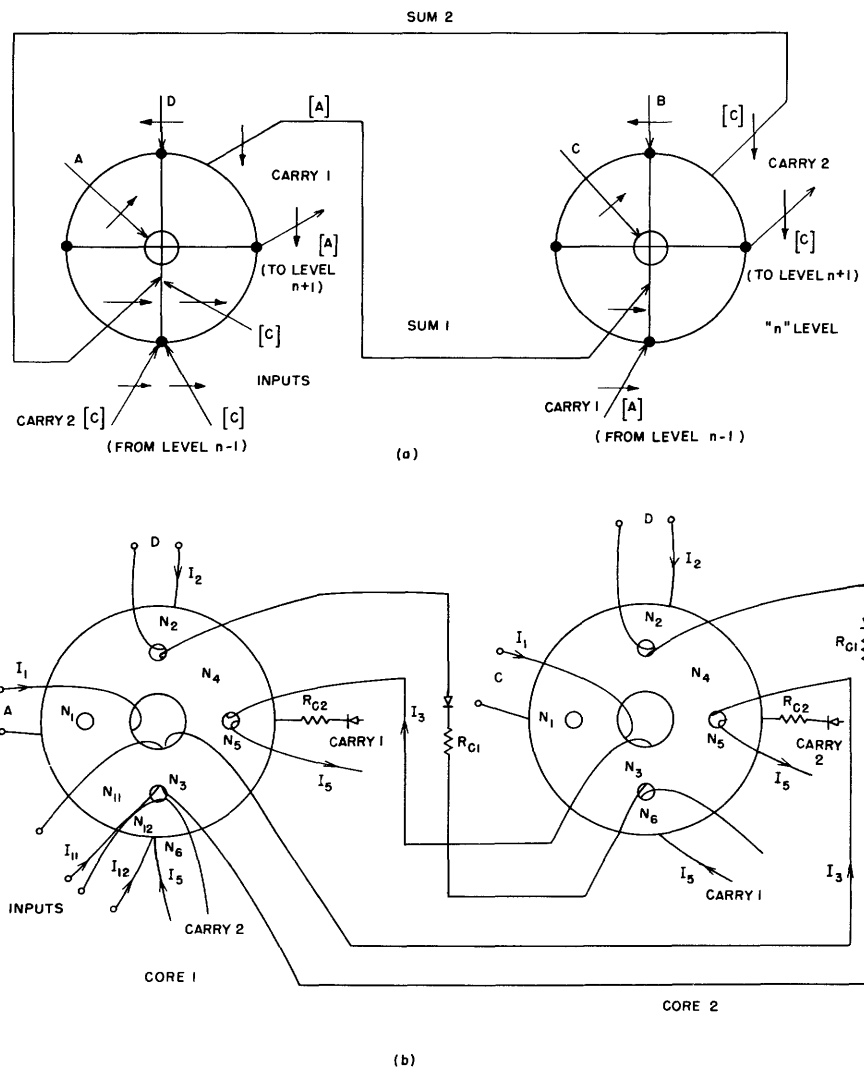 SUM 2
D
[A]
B
[C]
A
CARRY 1
C
CARRY 2
[A]
(TO LEVEL
n+1)
[C]
(TO LEVEL n+1)
[C]
SUM 1
"n" LEVEL
INPUTS
CARRY 2 [C]
[C]
CARRY 1 [A]
(FROM LEVEL n-1)
(FROM LEVEL n-1)
(a)
D
I2
D
I2
N2
N2
RC1
I1
N4
I1
N4
A
N1
RC2
I3
C
N1
RC2
N5
CARRY 1
RC1
N5
CARRY
2
I5
N3
I5
N11
N3
N6
N12
I11
N6
I12
I5
I5
CARRY 1
I3
INPUTS
CARRY 2
CORE 1
CORE 2
(b)